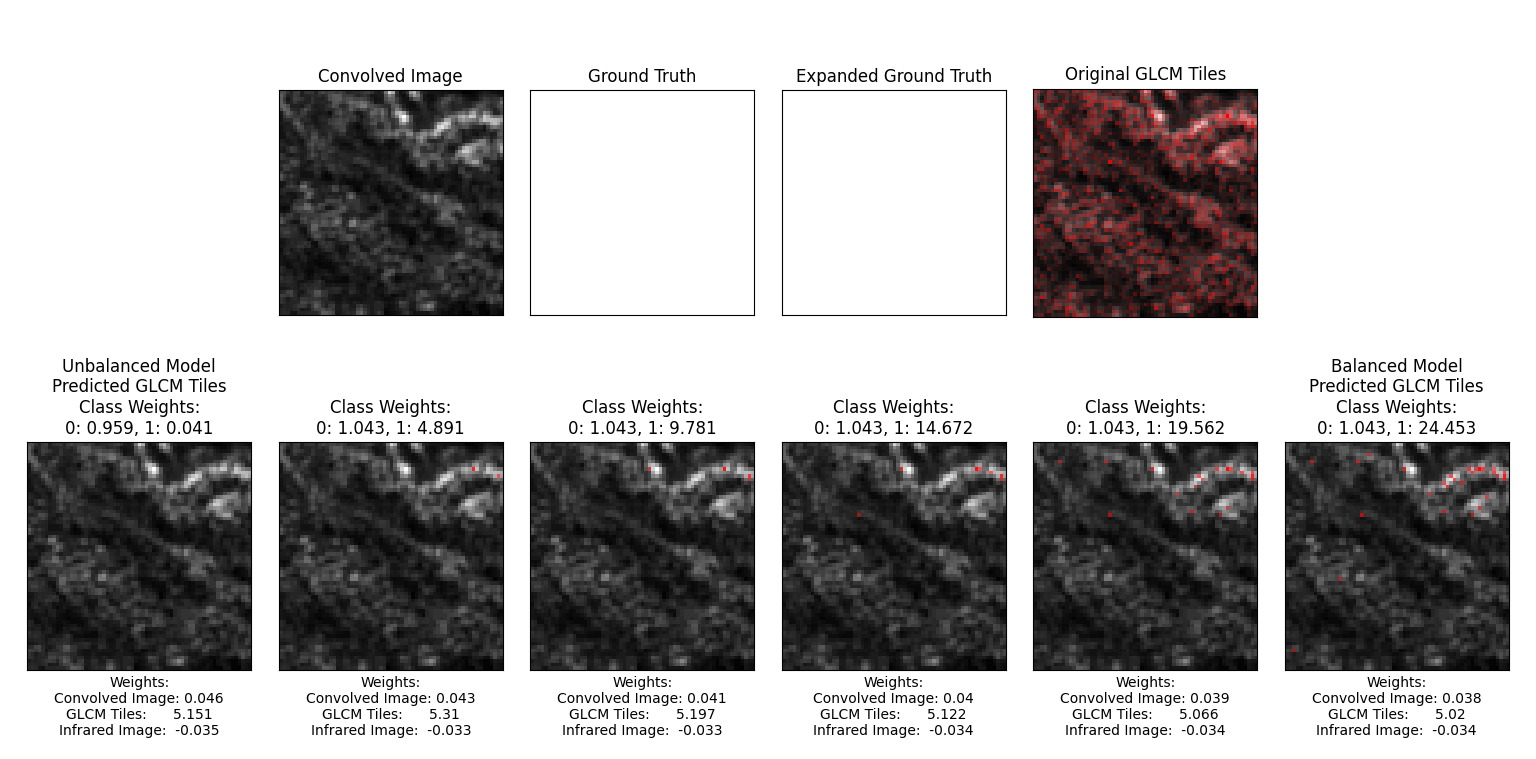 Convolved Image
Ground Truth
Expanded Ground Truth
Original GLCM Tiles
Unbalanced Model
Predicted GLCM Tiles
Class Weights:
0: 0.959, 1: 0.041
Class Weights:
0: 1.043, 1: 4.891
Class Weights:
0: 1.043, 1: 9.781
Class Weights:
0: 1.043, 1: 14.672
Class Weights:
0: 1.043, 1: 19.562
Balanced Model
Predicted GLCM Tiles
Class Weights:
0: 1.043, 1: 24.453
Weights:
Convolved Image: 0.046
GLCM Tiles: 5.151
Infrared Image: -0.035
Weights:
Convolved Image: 0.043
GLCM Tiles: 5.31
Infrared Image: -0.033
Weights:
Convolved Image: 0.041
GLCM Tiles: 5.197
Infrared Image: -0.033
Weights:
Convolved Image: 0.04
GLCM Tiles: 5.122
Infrared Image: -0.034
Weights:
Convolved Image: 0.039
GLCM Tiles: 5.066
Infrared Image: -0.034
Weights:
Convolved Image: 0.038
GLCM Tiles: 5.02
Infrared Image: -0.034